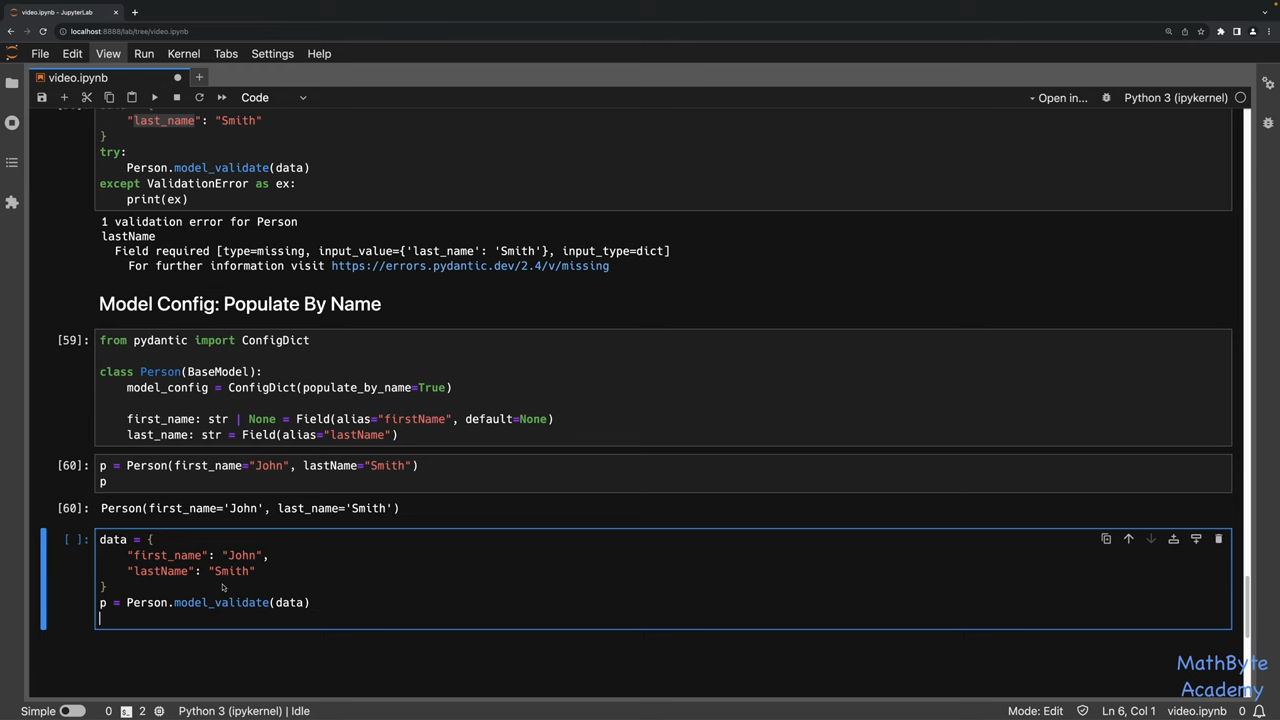 video.ipynb - JupyterLab
localhost:8888/lab/tree/video.ipynb
File Edit View Run Kernel Tabs Settings Help
video.ipynb
Code
Open in...
Python 3 (ipykernel)
"last_name": "Smith"
}
try:
Person.model_validate(data)
except ValidationError as ex:
print(ex)
1 validation error for Person
lastName
Field required [type=missing, input_value={'last_name': 'Smith'}, input_type=dict]
For further information visit https://errors.pydantic.dev/2.4/v/missing
Model Config: Populate By Name
[59]: from pydantic import ConfigDict
class Person(BaseModel):
model_config = ConfigDict(populate_by_name=True)
first_name: str | None = Field(alias="firstName", default=None)
last_name: str = Field(alias="lastName")
[60]: p = Person(first_name="John", lastName="Smith")
p
[60]: Person(first_name='John', last_name='Smith')
[ ]: data = {
"first_name": "John",
"lastName": "Smith"
}
p = Person.model_validate(data)
MathByte
Academy
Simple 0 2 Python 3 (ipykernel) | Idle Mode: Edit Ln 6, Col 1 video.ipynb 0